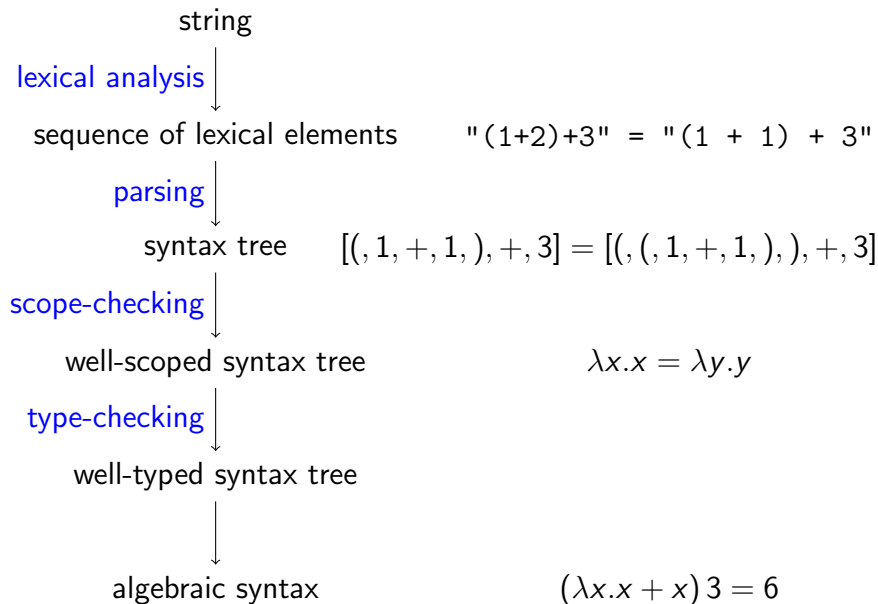 string
lexical analysis
sequence of lexical elements "(1+2)+3" = "(1 + 1) + 3"
parsing
syntax tree [(, 1, +, 1, ), +, 3] = [(, (, 1, +, 1, ), ), +, 3]
scope-checking
well-scoped syntax tree λx.x = λy.y
type-checking
well-typed syntax tree
algebraic syntax (λx.x + x) 3 = 6